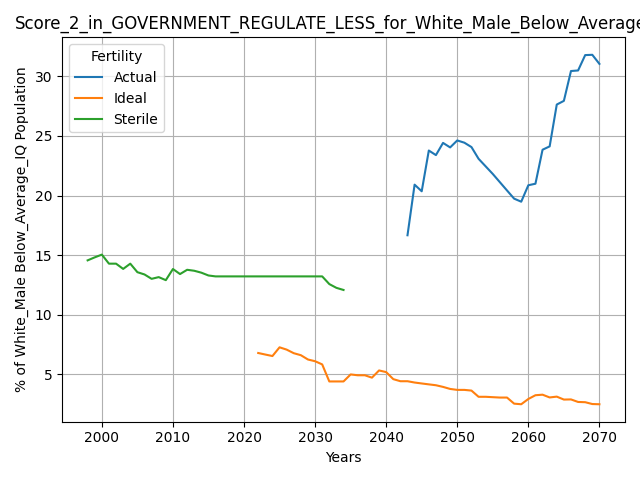 Score_2_in_GOVERNMENT_REGULATE_LESS_for_White_Male_Below_Average
Fertility
Actual
Ideal
Sterile
% of White_Male Below_Average_IQ Population
30
25
20
15
10
5
2000 2010 2020 2030 2040 2050 2060 2070
Years